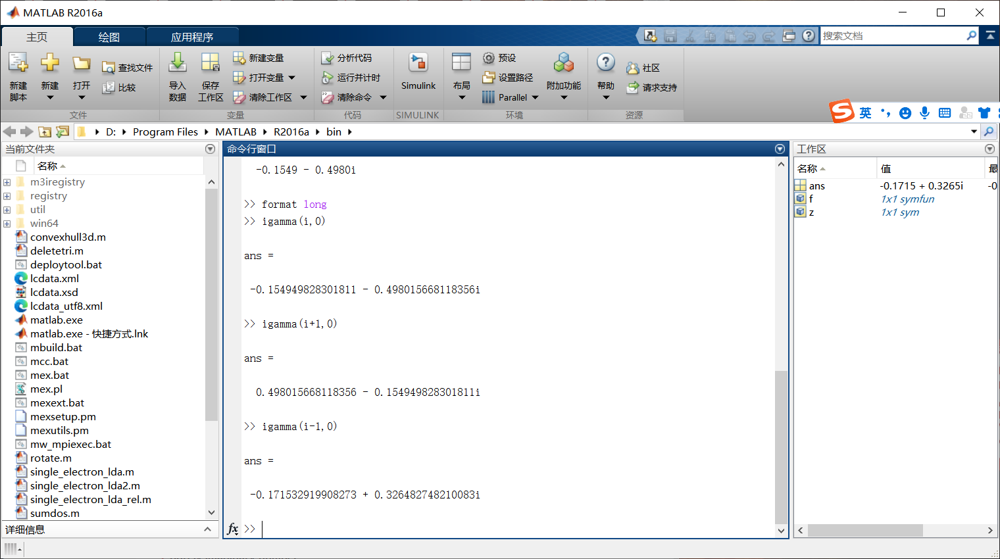 MATLAB R2016a
主页
绘图
应用程序
搜索文档
新建
脚本
新建
打开
查找文件
比较
导入
数据
保存
工作区
新建变量
打开变量
清除工作区
分析代码
运行并计时
清除命令
Simulink
布局
预设
设置路径
Parallel
附加功能
帮助
社区
请求支持
文件
变量
代码
SIMULINK
环境
资源
英
D: Program Files MATLAB R2016a bin
当前文件夹
名称
m3iregistry
registry
util
win64
convexhull3d.m
deletetri.m
deploytool.bat
lcdata.xml
lcdata.xsd
lcdata_utf8.xml
matlab.exe
matlab.exe - 快捷方式.lnk
mbuild.bat
mcc.bat
mex.bat
mex.pl
mexext.bat
mexsetup.pm
mexutils.pm
mw_mpiexec.bat
rotate.m
single_electron_lda.m
single_electron_lda2.m
single_electron_lda_rel.m
sumdos.m
详细信息
命令行窗口
-0.1549 - 0.4980i
>> format long
>> igamma(i,0)
ans =
-0.154949828301811 - 0.498015668118356i
>> igamma(i+1,0)
ans =
0.498015668118356 - 0.154949828301811i
>> igamma(i-1,0)
ans =
-0.171532919908273 + 0.326482748210083i
fx >>
工作区
名称 值 最
ans -0.1715 + 0.3265i -0
f 1x1 symfun
z 1x1 sym